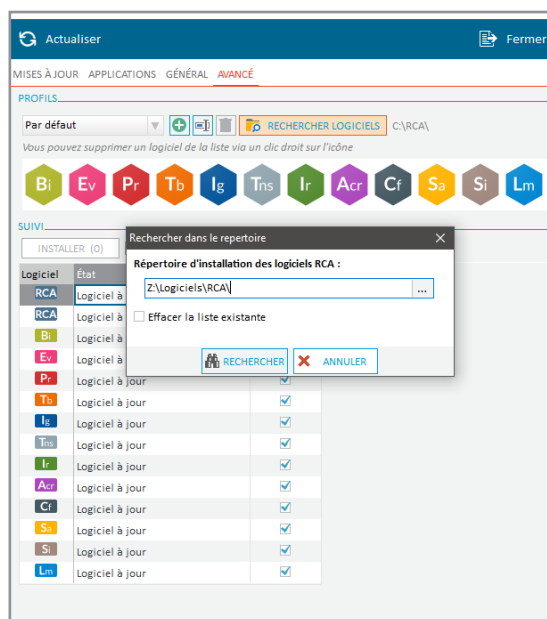 Actualiser Fermer
MISES À JOUR APPLICATIONS GÉNÉRAL AVANCÉ
PROFILS
Par défaut RECHERCHER LOGICIELS C:\RCA\
Vous pouvez supprimer un logiciel de la liste via un clic droit sur l'icône
Bi Ev Pr Tb Ig Tns Ir Acr Cf Sa Si Lm
SUIVI
INSTALLER (0)
Rechercher dans le repertoire
Répertoire d'installation des logiciels RCA :
Z:\Logiciels\RCA\
...
Effacer la liste existante
RECHERCHER ANNULER
Logiciel État
RCA Logiciel à
RCA Logiciel à
Bi Logiciel à
Ev Logiciel à
Pr Logiciel à jour
Tb Logiciel à jour
Ig Logiciel à jour
Tns Logiciel à jour
Ir Logiciel à jour
Acr Logiciel à jour
Cf Logiciel à jour
Sa Logiciel à jour
Si Logiciel à jour
Lm Logiciel à jour